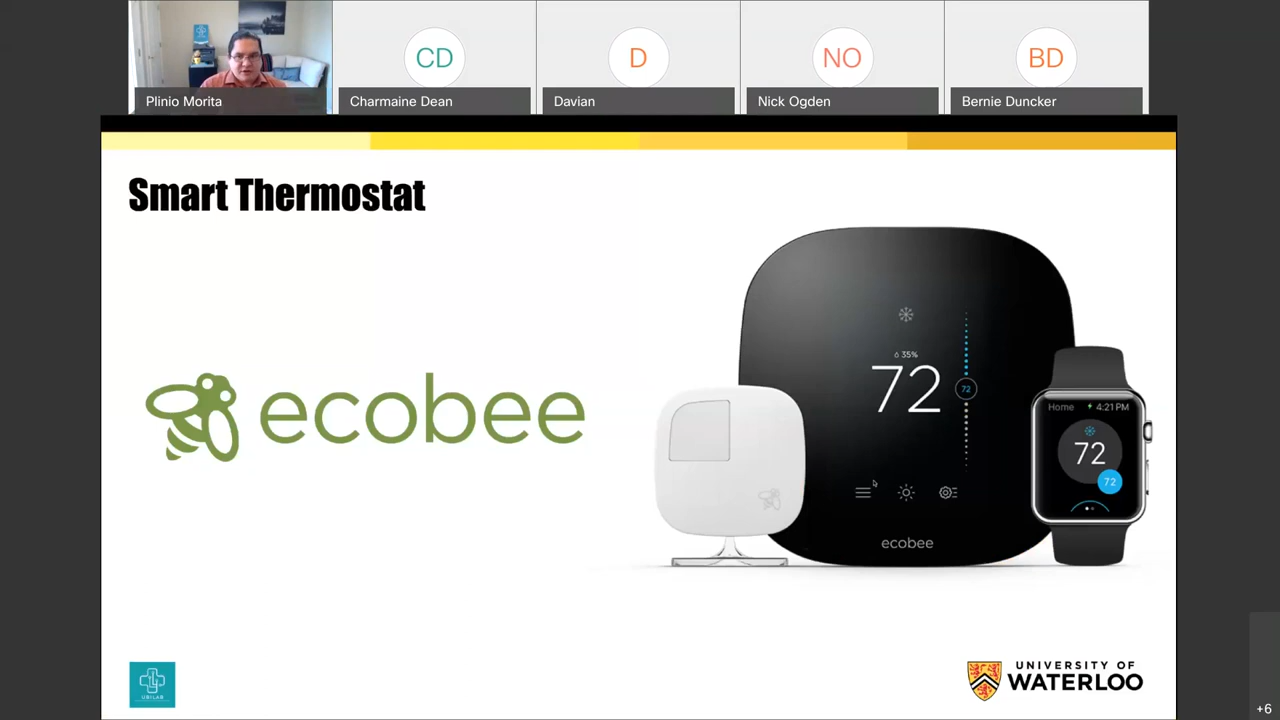 CD
D
NO
BD
Plinio Morita
Charmaine Dean
Davian
Nick Ogden
Bernie Duncker
Smart Thermostat
ecobee
35%
72
72
ecobee
Home 4:21 PM
72
72
UBILAB
UNIVERSITY OF
WATERLOO
+6